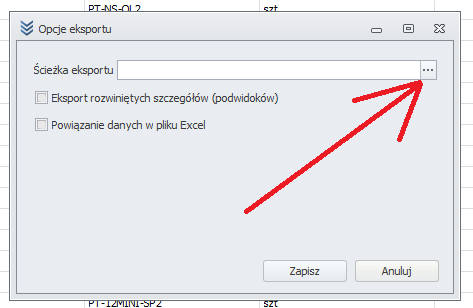 PT-NS-OL2 szt
Opcje eksportu
Ścieżka eksportu ...
Eksport rozwiniętych szczegółów (podwidoków)
Powiązanie danych w pliku Excel
Zapisz Anuluj
PT-12MINI-SP2 szt